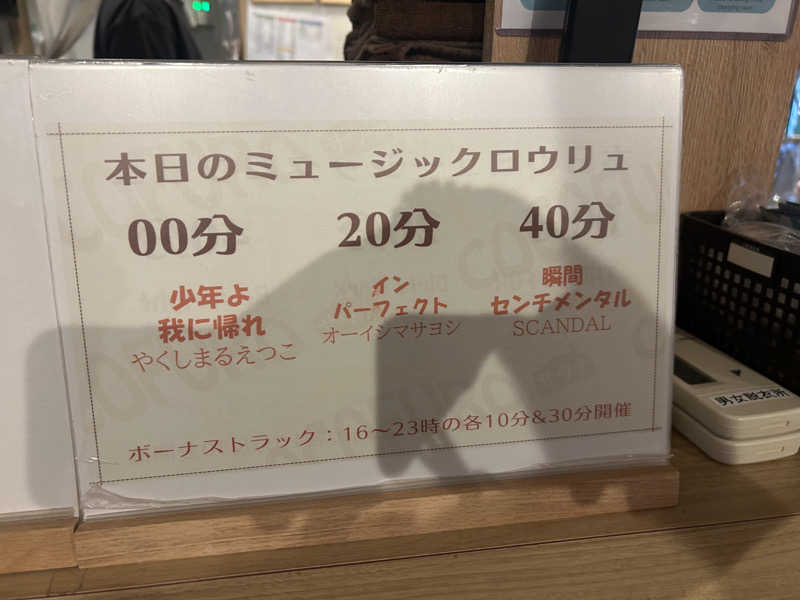 本日のミュージックロウリュ
00分 20分 40分
少年よ
我に帰れ
やくしまるえつこ
イン
パーフェクト
オーイシマサヨシ
瞬間
センチメンタル
SCANDAL
ボーナストラック：16～23時の各10分&30分開催
男女脱衣所